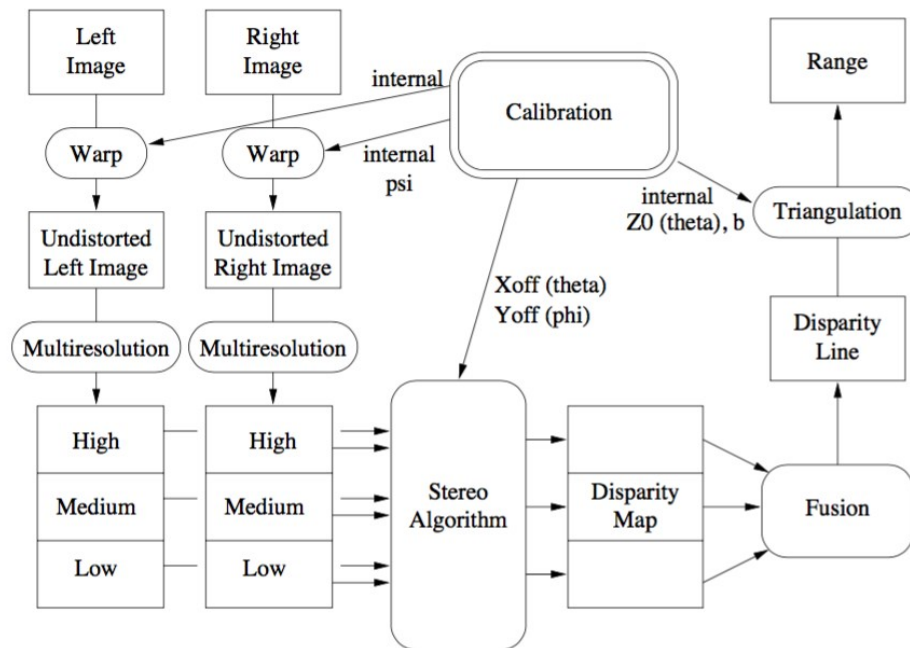 Left
Image
Right
Image
internal
Calibration
Range
Warp
Warp
internal
psi
internal
Z0 (theta), b
Triangulation
Undistorted
Left Image
Undistorted
Right Image
Xoff (theta)
Yoff (phi)
Disparity
Line
Multiresolution
Multiresolution
High
High
Medium
Medium
Low
Low
Stereo
Algorithm
Disparity
Map
Fusion